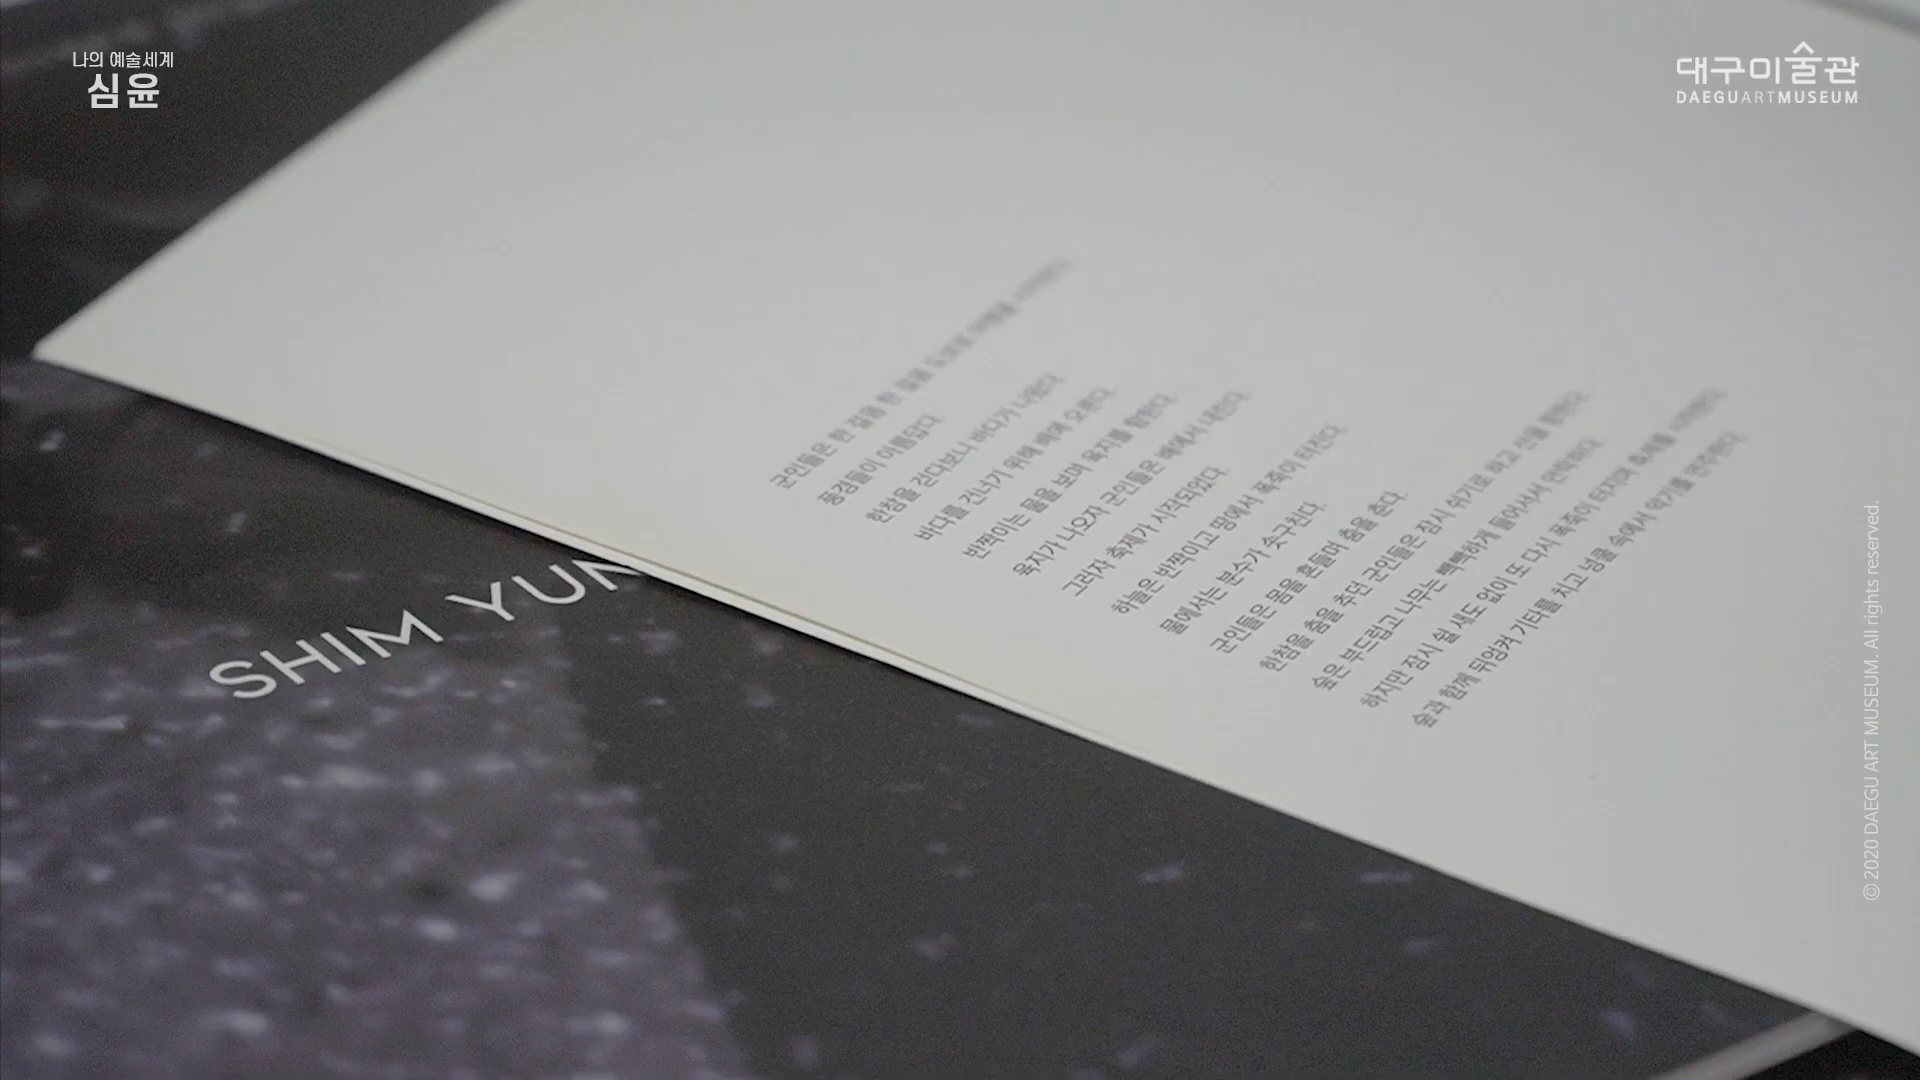 나의 예술세계
심윤
대구미술관
DAEGUARTMUSEUM
군인들은 한 걸음 한 걸음
풍경들이 아름답다.
한참을 걷다보니 바다가 나왔다.
바다를 건너기 위해 배에 오른다.
반짝이는 물을 보며 육지를 향한다.
육지가 나오자 군인들은 배에서 내린다.
그러자 축제가 시작되었다.
하늘은 반짝이고 땅에서 폭죽이 터진다.
물에서는 분수가 솟구친다.
군인들은 몸을 흔들며 춤을 춘다.
한참을 춤을 추던 군인들은 잠시 쉬기로 하고 산을 향한다.
숲은 부드럽고 나무는 빽빽하게 들어서서 안락하다.
하지만 잠시 쉴 새도 없이 또 다시 폭죽이 터지며 축제를 시작한다.
숲과 함께 뒤엉켜 기타를 치고 넝쿨 속에서 악기를 연주한다.
SHIM YUN
©2020 DAEGU ART MUSEUM. All rights reserved.